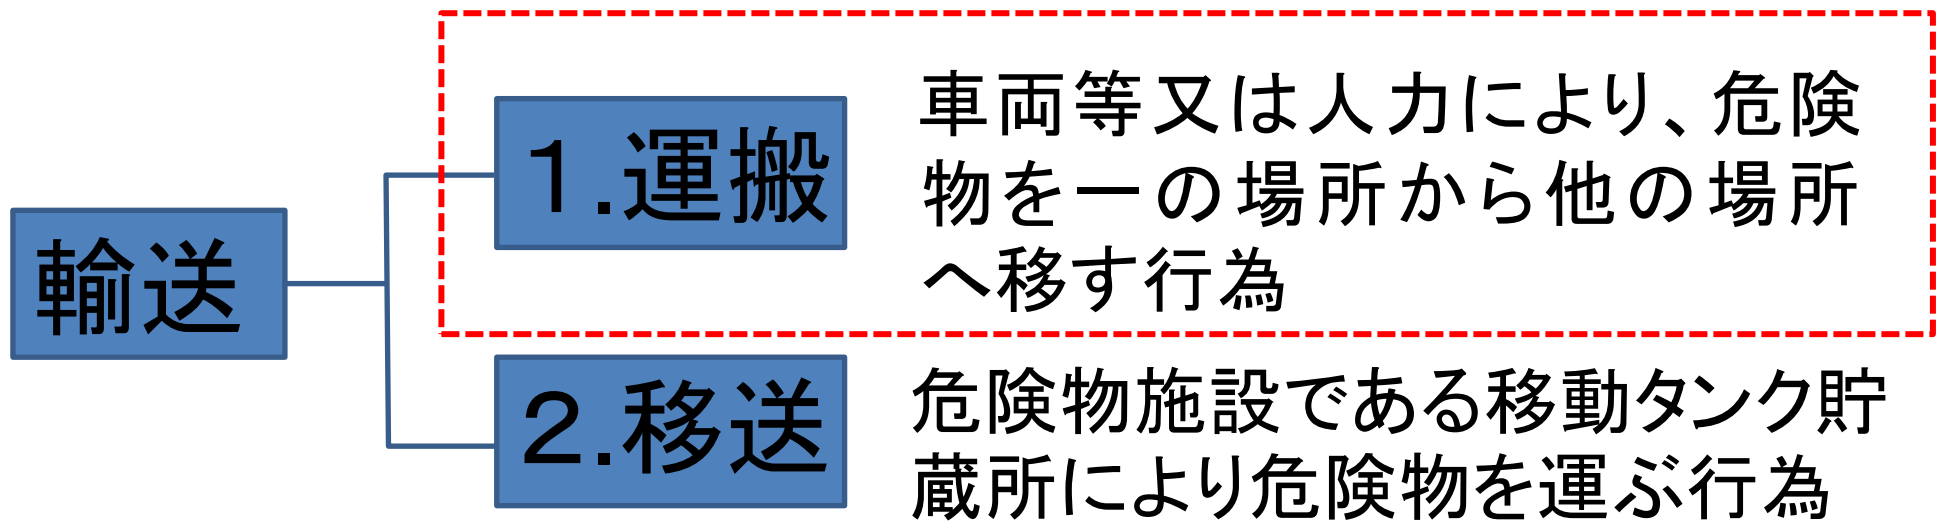 輸送
１.運搬
車両等又は人力により、危険
物を一の場所から他の場所
へ移す行為
２.移送
危険物施設である移動タンク貯
蔵所により危険物を運ぶ行為